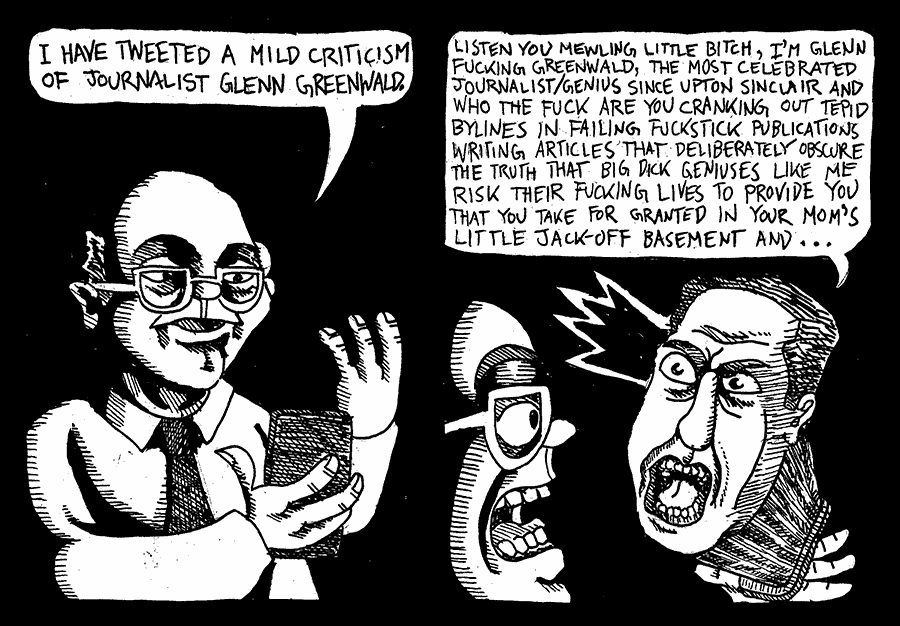 I HAVE TWEETED A MILD CRITICISM
OF JOURNALIST GLENN GREENWALD.
LISTEN YOU MEWLING LITTLE BITCH, I'M GLENN
FUCKING GREENWALD, THE MOST CELEBRATED
JOURNALIST/GENIUS SINCE UPTON SINCLAIR AND
WHO THE FUCK ARE YOU CRANKING OUT TEPID
BYLINES IN FAILING FUCKSTICK PUBLICATIONS
WRITING ARTICLES THAT DELIBERATELY OBSCURE
THE TRUTH THAT BIG DICK GENIUSES LIKE ME
RISK THEIR FUCKING LIVES TO PROVIDE YOU
THAT YOU TAKE FOR GRANTED IN YOUR MOM'S
LITTLE JACK-OFF BASEMENT AND...